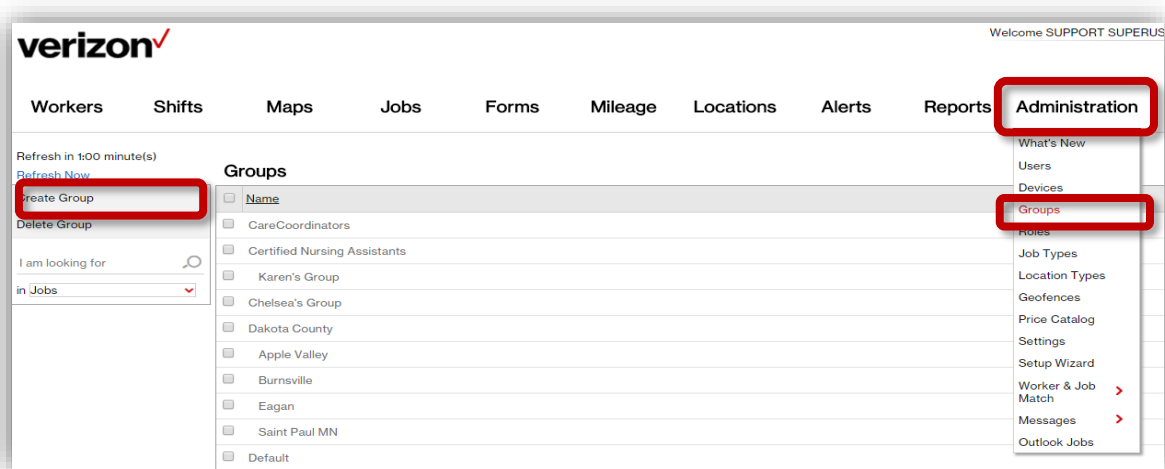 verizon
Welcome SUPPORT SUPERUS
Workers Shifts Maps Jobs Forms Mileage Locations Alerts Reports Administration
Refresh in 1:00 minute(s)
Refresh Now
Create Group
Delete Group
I am looking for
in Jobs
Groups
Name
CareCoordinators
Certified Nursing Assistants
Karen's Group
Chelsea's Group
Dakota County
Apple Valley
Burnsville
Eagan
Saint Paul MN
Default
What's New
Users
Devices
Groups
Roles
Job Types
Location Types
Geofences
Price Catalog
Settings
Setup Wizard
Worker & Job
Match
Messages
Outlook Jobs